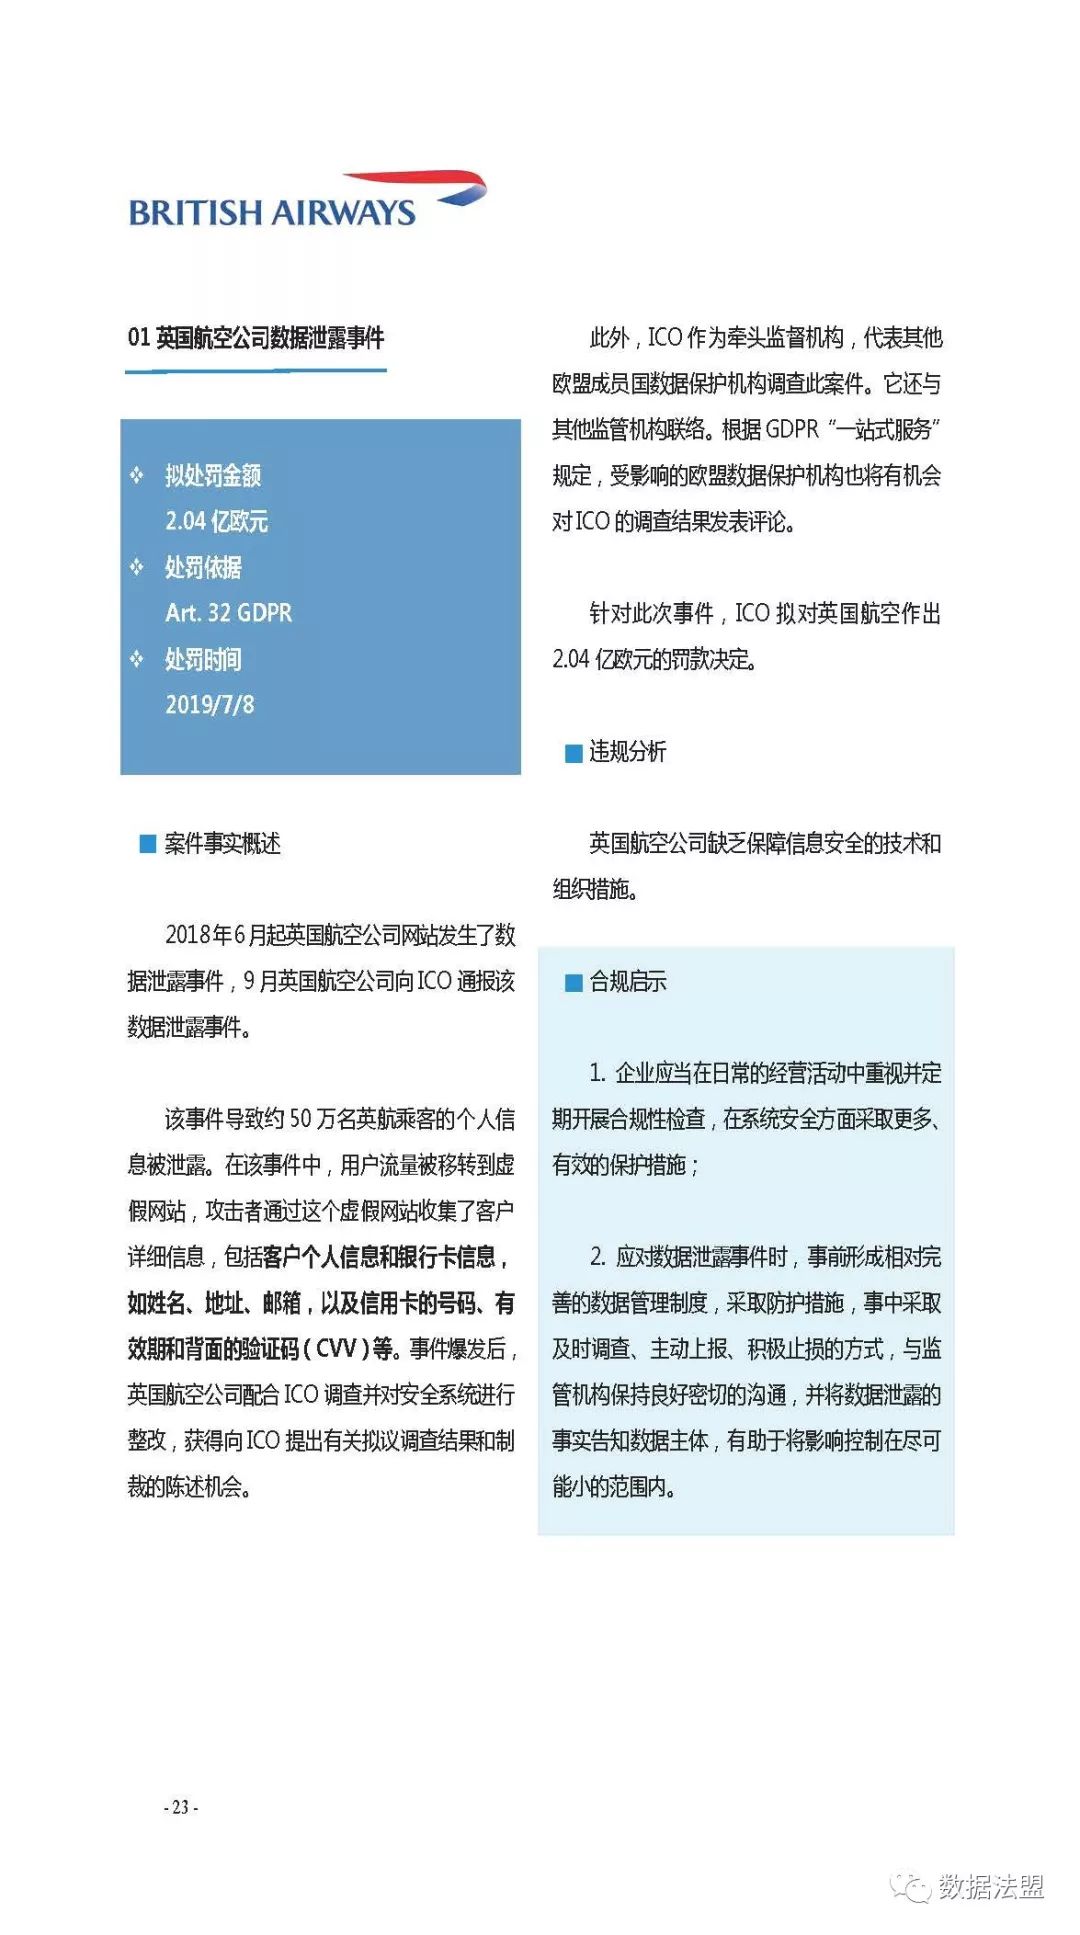 BRITISH AIRWAYS
01 英国航空公司数据泄露事件
拟处罚金额
2.04 亿欧元
处罚依据
Art. 32 GDPR
处罚时间
2019/7/8
案件事实概述
2018年6月起英国航空公司网站发生了数
据泄露事件，9月英国航空公司向ICO通报该
数据泄露事件。
该事件导致约 50 万名英航乘客的个人信
息被泄露。在该事件中，用户流量被移转到虚
假网站，攻击者通过这个虚假网站收集了客户
详细信息，包括客户个人信息和银行卡信息，
如姓名、地址、邮箱，以及信用卡的号码、有
效期和背面的验证码（CVV）等。事件爆发后，
英国航空公司配合 ICO 调查并对安全系统进行
整改，获得向ICO 提出有关拟议调查结果和制
裁的陈述机会。
此外，ICO 作为牵头监督机构，代表其他
欧盟成员国数据保护机构调查此案件。它还与
其他监管机构联络。根据 GDPR “一站式服务”
规定，受影响的欧盟数据保护机构也将有机会
对ICO 的调查结果发表评论。
针对此次事件，ICO 拟对英国航空作出
2.04 亿欧元的罚款决定。
违规分析
英国航空公司缺乏保障信息安全的技术和
组织措施。
合规启示
1. 企业应当在日常的经营活动中重视并定
期开展合规性检查，在系统安全方面采取更多、
有效的保护措施；
2. 应对数据泄露事件时，事前形成相对完
善的数据管理制度，采取防护措施，事中采取
及时调查、主动上报、积极止损的方式，与监
管机构保持良好密切的沟通，并将数据泄露的
事实告知数据主体，有助于将影响控制在尽可
能小的范围内。
- 23 -
数据法盟